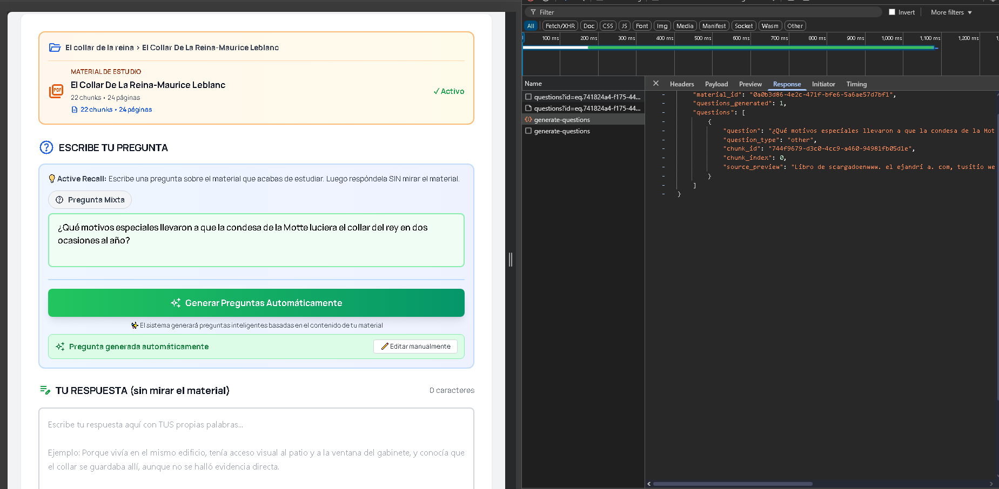 El collar de la reina > El Collar De La Reina-Maurice Leblanc
MATERIAL DE ESTUDIO
PDF
El Collar De La Reina-Maurice Leblanc
22 chunks • 24 páginas
✓ Activo
22 chunks • 24 páginas
? ESCRIBE TU PREGUNTA
Active Recall: Escribe una pregunta sobre el material que acabas de estudiar. Luego respóndela SIN mirar el material.
? Pregunta Mixta
¿Qué motivos especiales llevaron a que la condesa de la Motte luciera el collar del rey en dos
ocasiones al año?
Generar Preguntas Automáticamente
El sistema generará preguntas inteligentes basadas en el contenido de tu material
Pregunta generada automáticamente
Editar manualmente
TU RESPUESTA (sin mirar el material)
0 caracteres
Escribe tu respuesta aquí con TUS propias palabras...
Ejemplo: Porque vivía en el mismo edificio, tenía acceso visual al patio y a la ventana del gabinete, y conocía que
el collar se guardaba allí, aunque no se halló evidencia directa.
Filter
Invert
More filters
All Fetch/XHR Doc CSS JS Font Img Media Manifest Socket Wasm Other
100 ms 200 ms 300 ms 400 ms 500 ms 600 ms 700 ms 800 ms 900 ms 1,000 ms 1,100 ms 1,200 ms
Name
questions?id=eq.741824a4-f175-44...
questions?id=eq.741824a4-f175-44...
generate-questions
generate-questions
Headers Payload Preview Response Initiator Timing
"material_id": "0a0b3d86-4e2c-471f-bfe6-5a6ae57d7bf1",
"questions_generated": 1,
"questions": [
{
"question": "¿Qué motivos especiales llevaron a que la condesa de la Mot
"question_type": "other",
"chunk_id": "744f9679-d3c0-4cc9-a460-94981fb05d1e",
"chunk_index": 0,
"source_preview": "Libro de scargadoenwww. el ejandri a. com, tusitio we
}
]
}